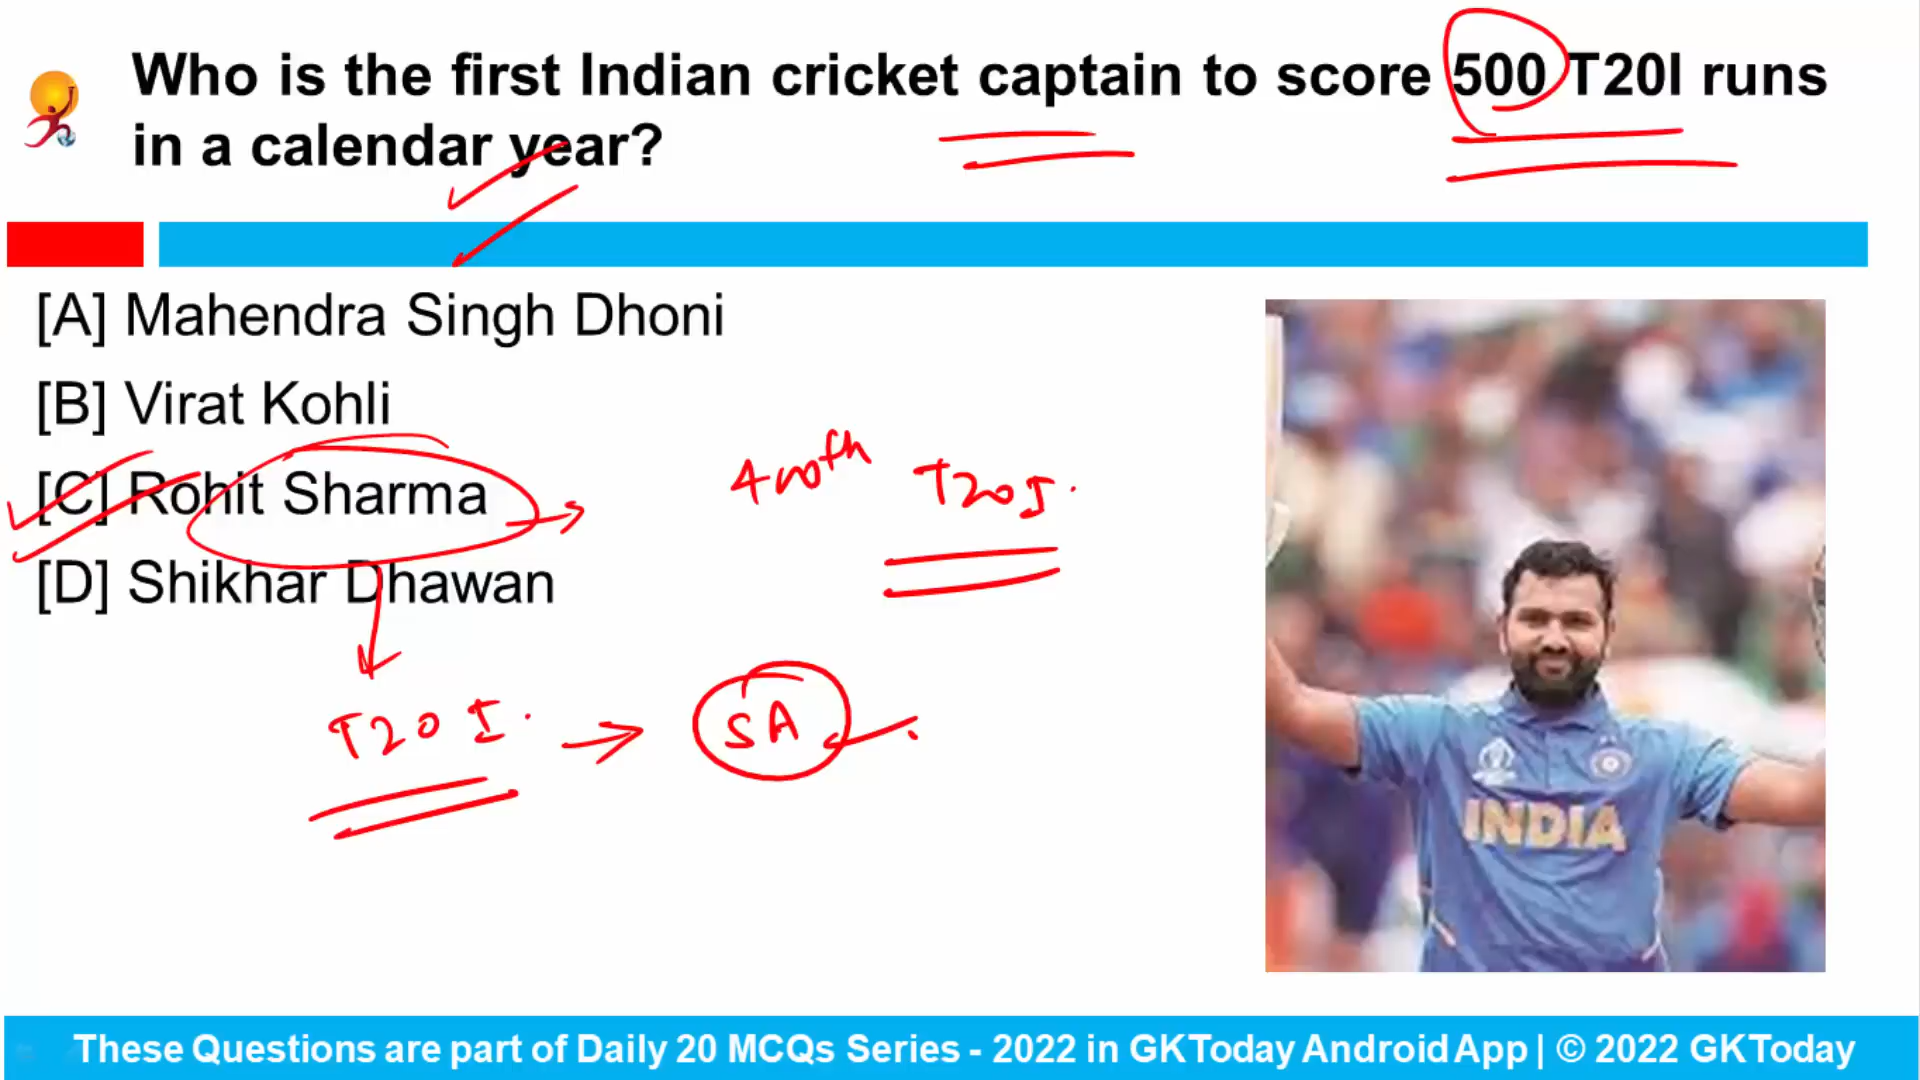 Who is the first Indian cricket captain to score 500 T20I runs
in a calendar year?
[A] Mahendra Singh Dhoni
[B] Virat Kohli
[C] Rohit Sharma
[D] Shikhar Dhawan
400th T20I.
T20 I. → SA
INDIA
These Questions are part of Daily 20 MCQs Series - 2022 in GKToday Android App | © 2022 GKToday